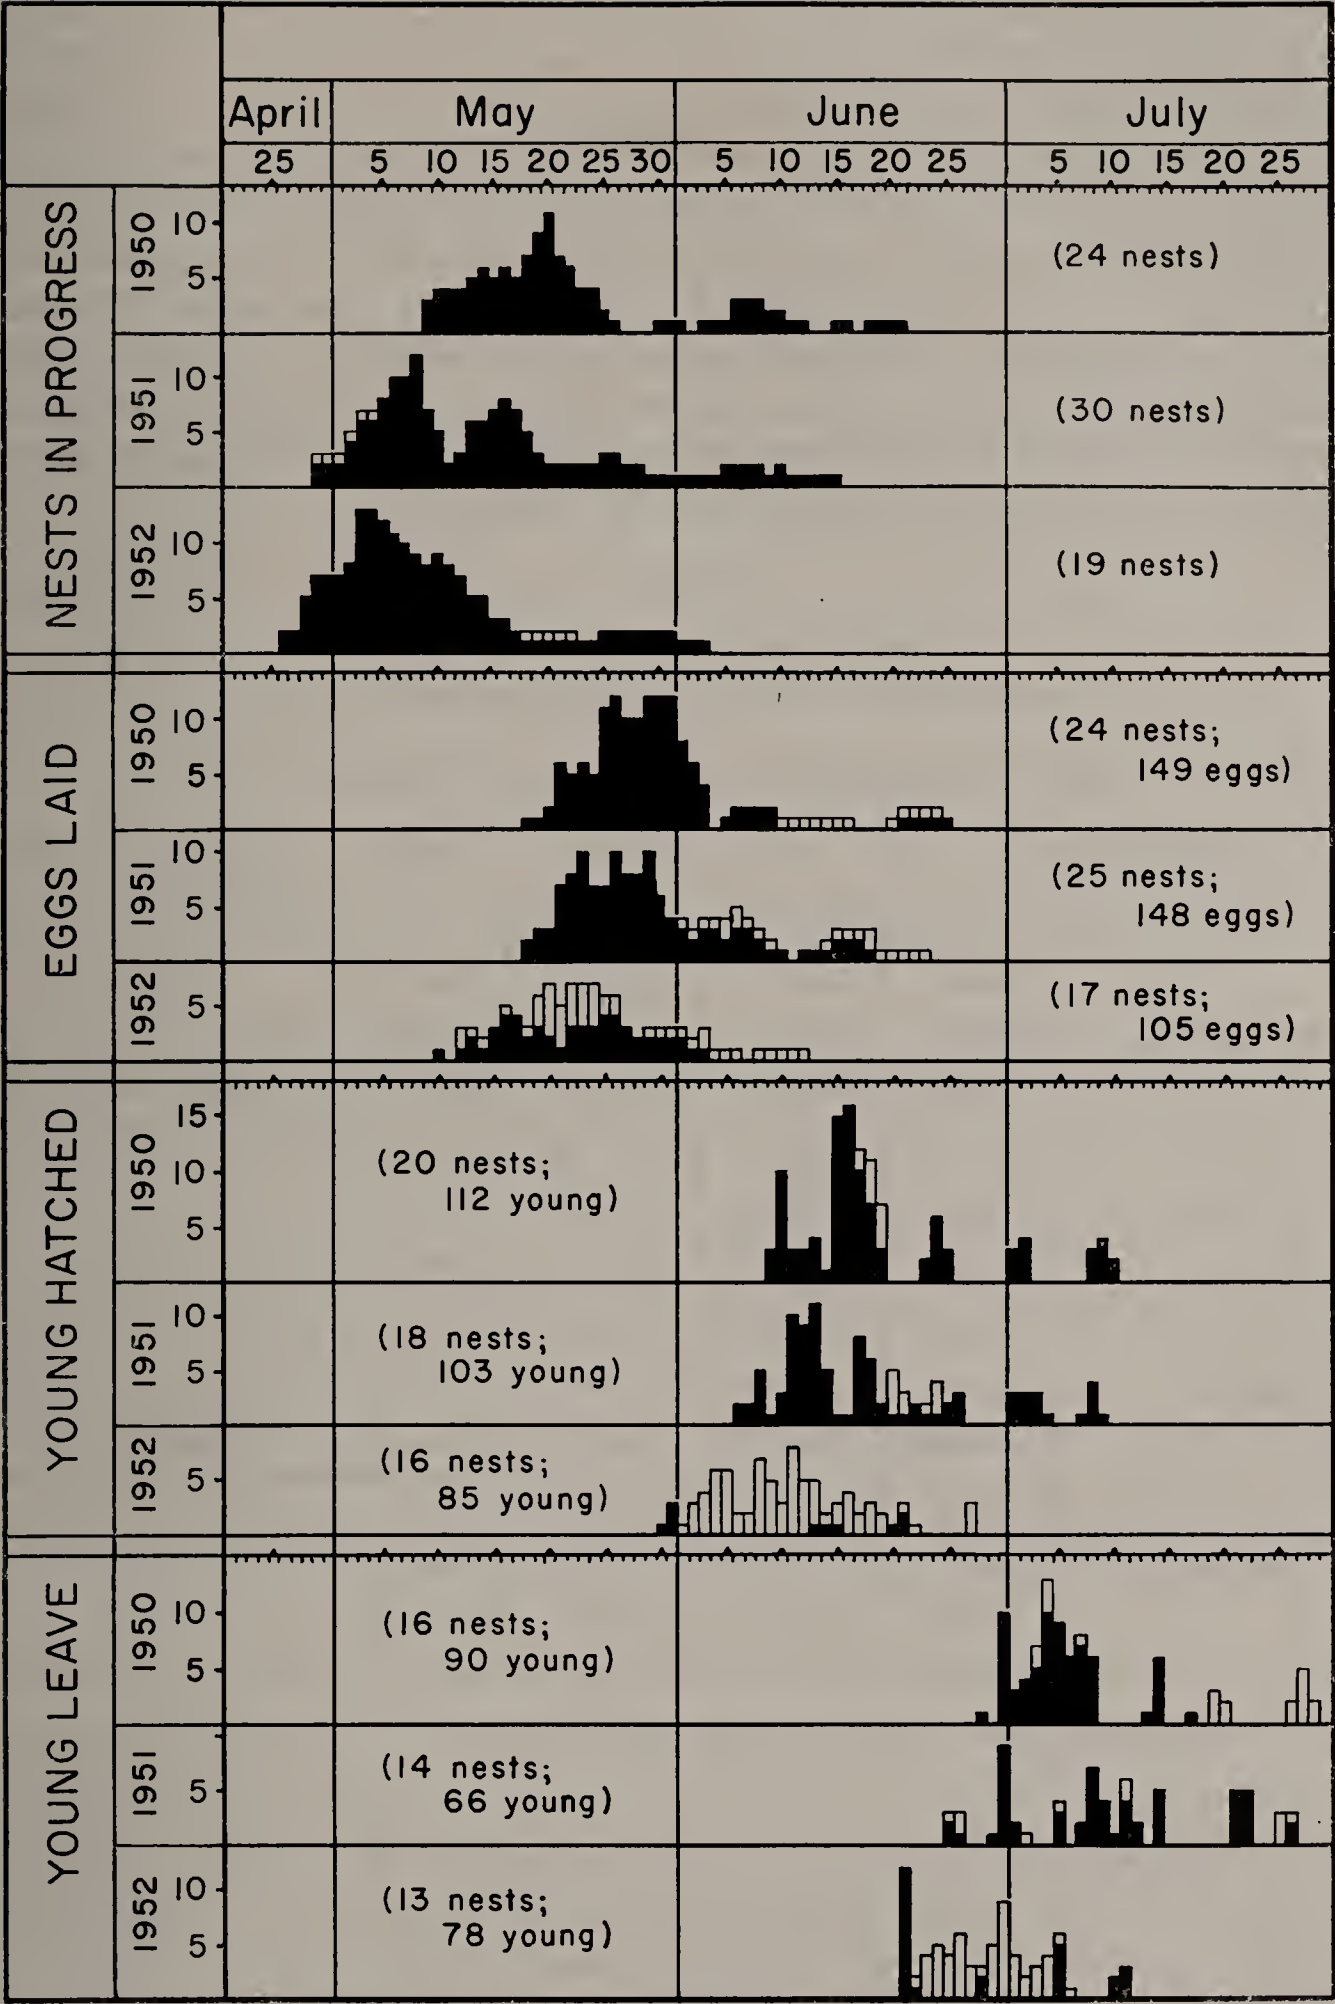 April May June July
25 5 10 15 20 25 30 5 10 15 20 25 5 10 15 20 25
NESTS IN PROGRESS
1950
10
5
(24 nests)
1951
10
5
(30 nests)
1952
10
5
(19 nests)
EGGS LAID
1950
10
5
(24 nests;
149 eggs)
1951
10
5
(25 nests;
148 eggs)
1952
5
(17 nests;
105 eggs)
YOUNG HATCHED
1950
15
10
5
(20 nests;
112 young)
1951
10
5
(18 nests;
103 young)
1952
5
(16 nests;
85 young)
YOUNG LEAVE
1950
10
5
(16 nests;
90 young)
1951
5
(14 nests;
66 young)
1952
10
5
(13 nests;
78 young)